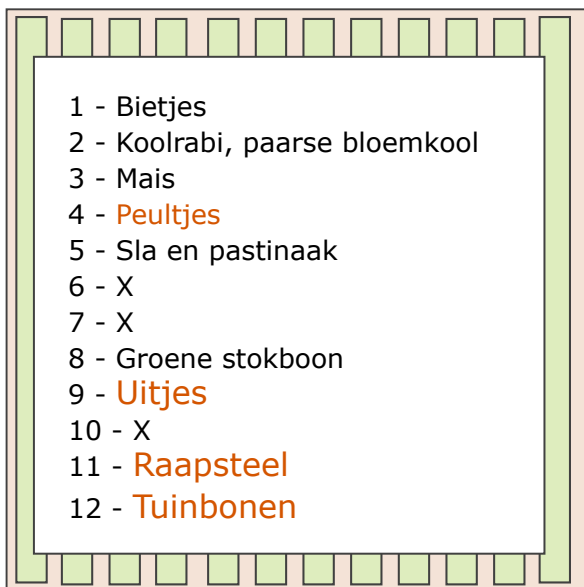 1 - Bietjes
2 - Koolrabi, paarse bloemkool
3 - Mais
4 - Peultjes
5 - Sla en pastinaak
6 - X
7 - X
8 - Groene stokboon
9 - Uitjes
10 - X
11 - Raapsteel
12 - Tuinbonen